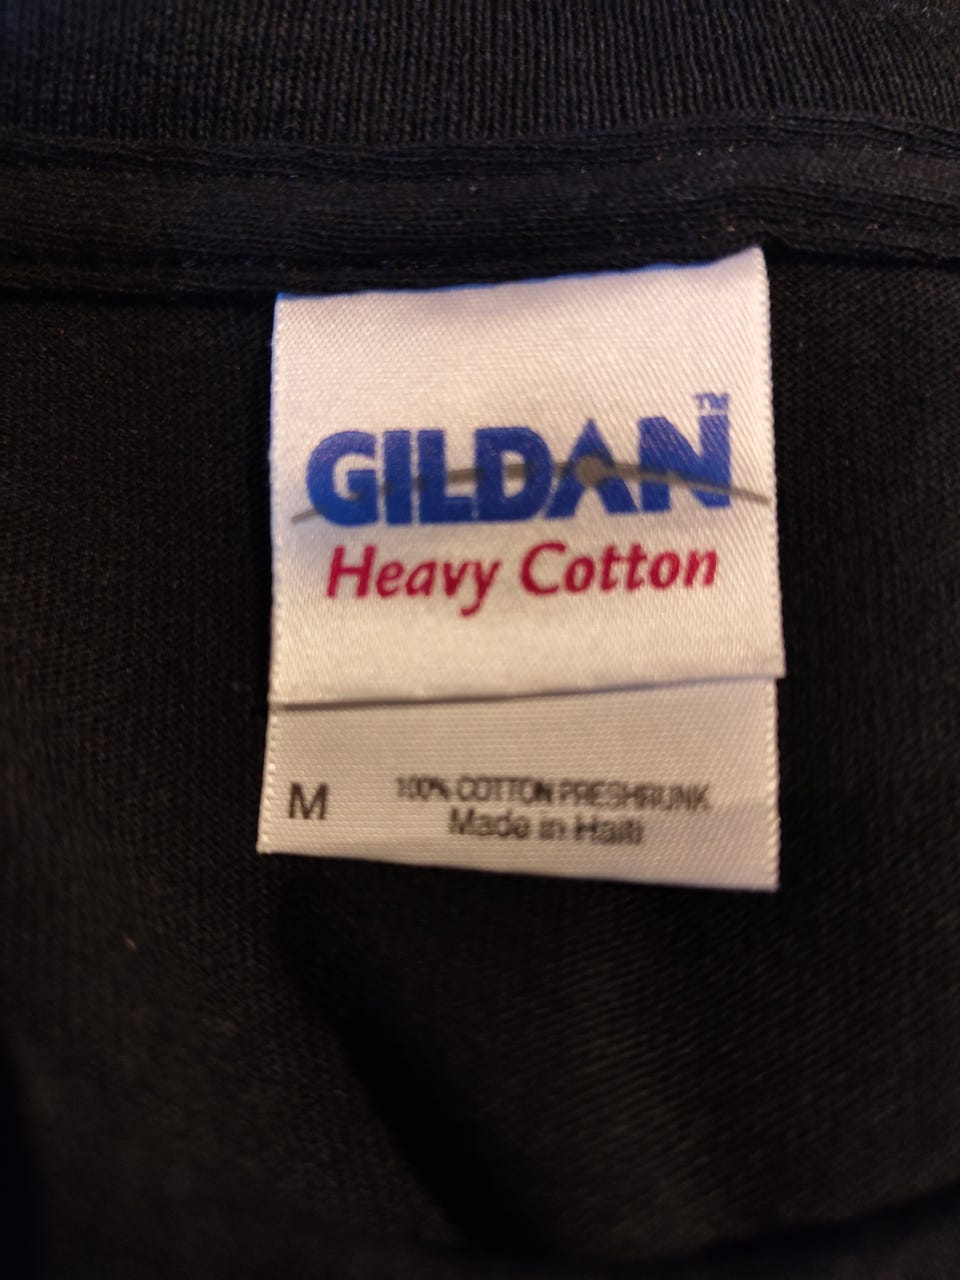 GILDAN™
Heavy Cotton
M
100% COTTON PRESHRUNK
Made in Haiti